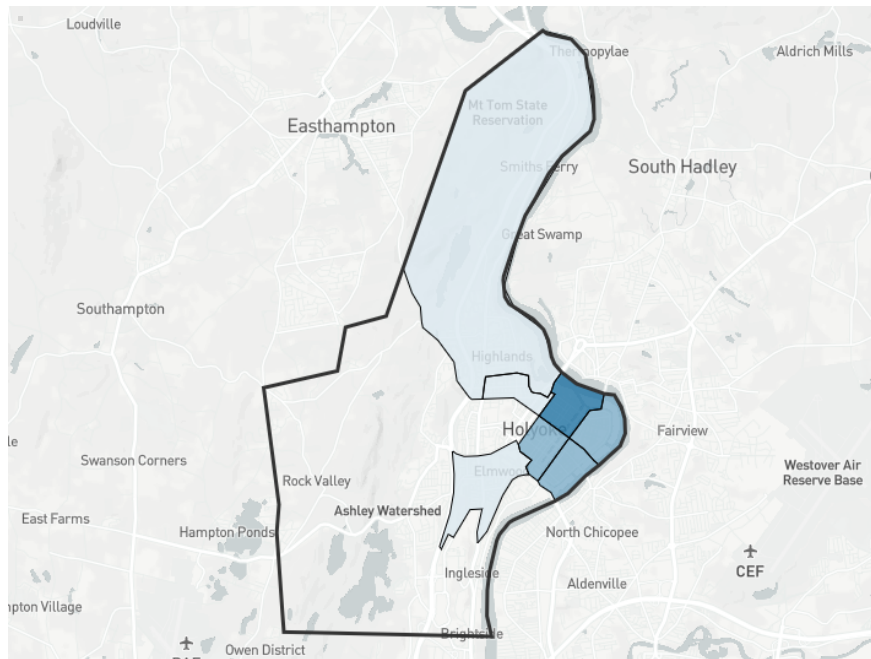 Loudville
Thermopylae
Aldrich Mills
Mt Tom State
Reservation
Easthampton
Smiths Ferry
South Hadley
Great Swamp
Southampton
Highlands
Holyoke
Fairview
Swanson Corners
Elmwood
Westover Air
Reserve Base
Rock Valley
Ashley Watershed
East Farms
Hampton Ponds
North Chicopee
CEF
Ingleside
Aldenville
mpton Village
Brightside
Owen District